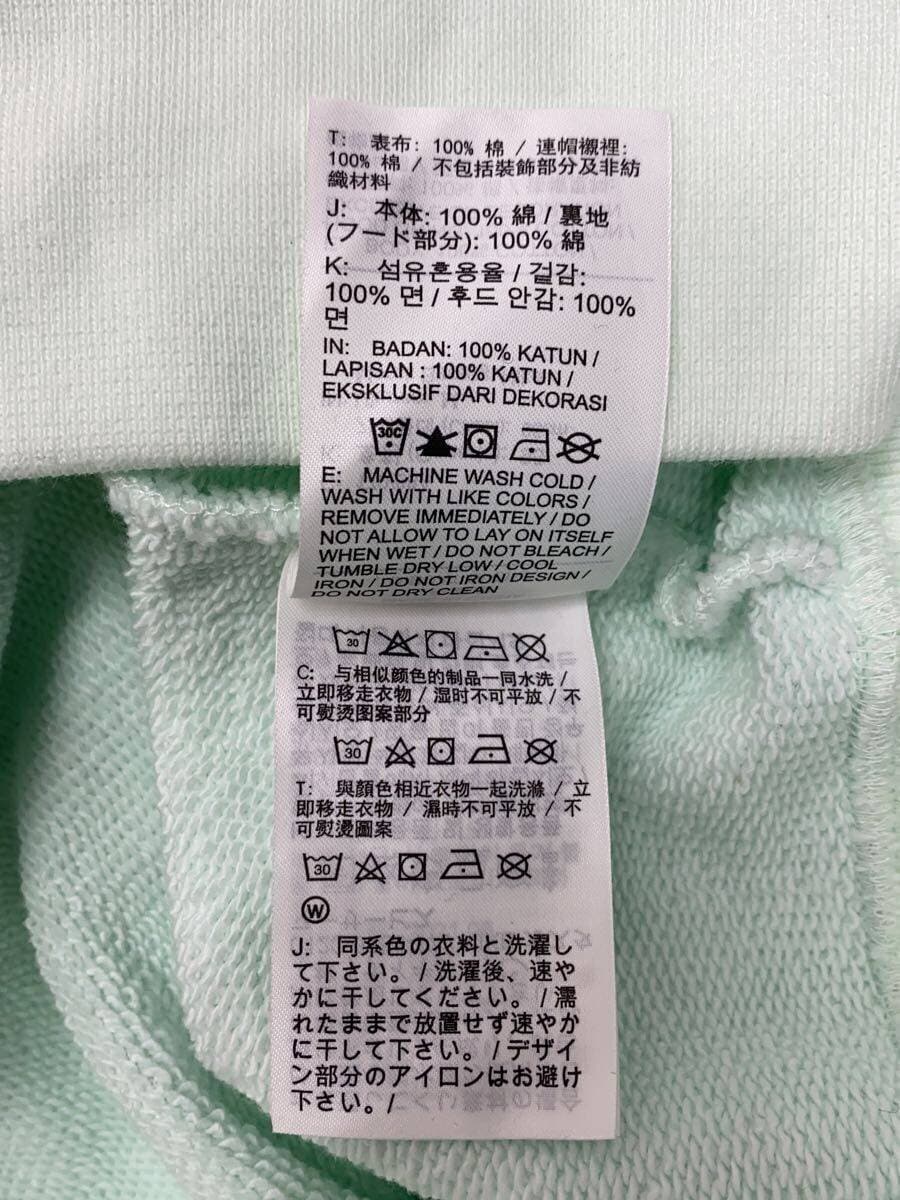 T: 表布: 100% 棉 / 連帽襯裡:
100% 棉 / 不包括裝飾部分及非紡
織材料
J: 本体: 100% 綿 / 裏地
(フード部分): 100% 綿
K: 섬유혼용율 / 겉감:
100% 면 / 후드 안감: 100%
면
IN: BADAN: 100% KATUN /
LAPISAN : 100% KATUN /
EKSKLUSIF DARI DEKORASI
30C
E: MACHINE WASH COLD /
WASH WITH LIKE COLORS /
REMOVE IMMEDIATELY / DO
NOT ALLOW TO LAY ON ITSELF
WHEN WET / DO NOT BLEACH /
TUMBLE DRY LOW / COOL
IRON / DO NOT IRON DESIGN /
DO NOT DRY CLEAN
30
C: 与相似颜色的制品一同水洗 /
立即移走衣物 / 湿时不可平放 / 不
可熨烫图案部分
30
T: 與顏色相近衣物一起洗滌 / 立
即移走衣物 / 濕時不可平放 / 不
可熨燙圖案
30
W
J: 同系色の衣料と洗濯し
て下さい。/ 洗濯後、速や
かに干してください。/ 濡
れたままで放置せず速やか
に干して下さい。/ デザイ
ン部分のアイロンはお避け
下さい。/